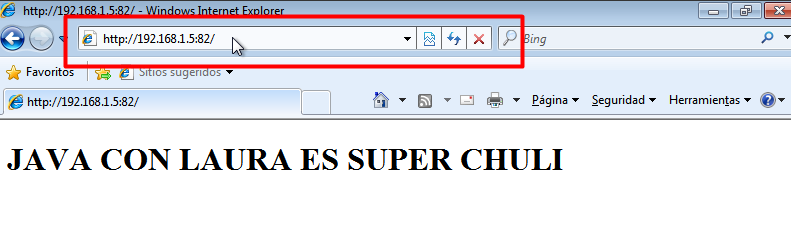 http://192.168.1.5:82/ - Windows Internet Explorer
http://192.168.1.5:82/
Bing
Favoritos
Sitios sugeridos
http://192.168.1.5:82/
Página Seguridad Herramientas
JAVA CON LAURA ES SUPER CHULI